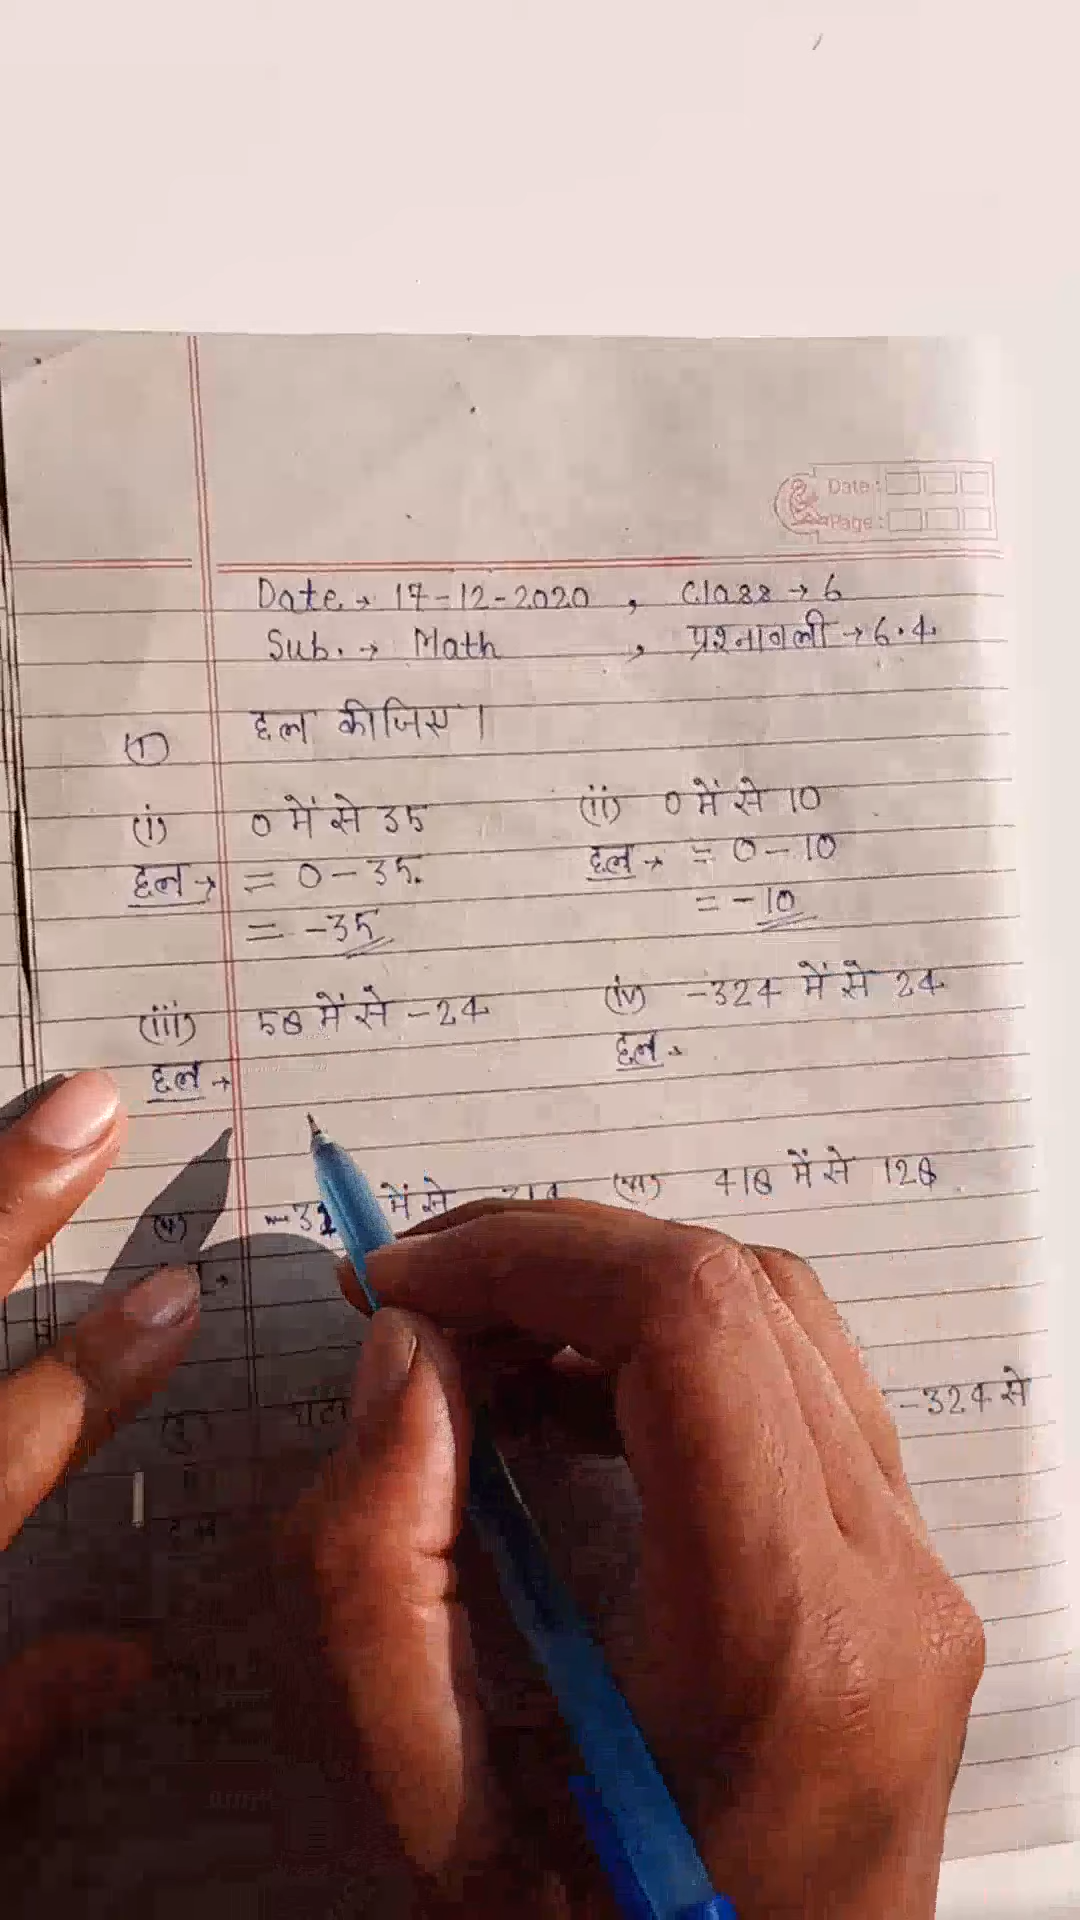 Date :
Page :
Date → 17-12-2020 , Class → 6
Sub. → Math , प्रश्नावली → 6.4
(1) हल कीजिए।
(i) 0 में से 35 (ii) 0 में से 10
हल → = 0 - 35. हल → = 0 - 10
= -35 = -10
(iii) 58 में से -24 (iv) -324 में से 24
हल → हल →
(v) में से (vi) 418 में से 128
-324 से